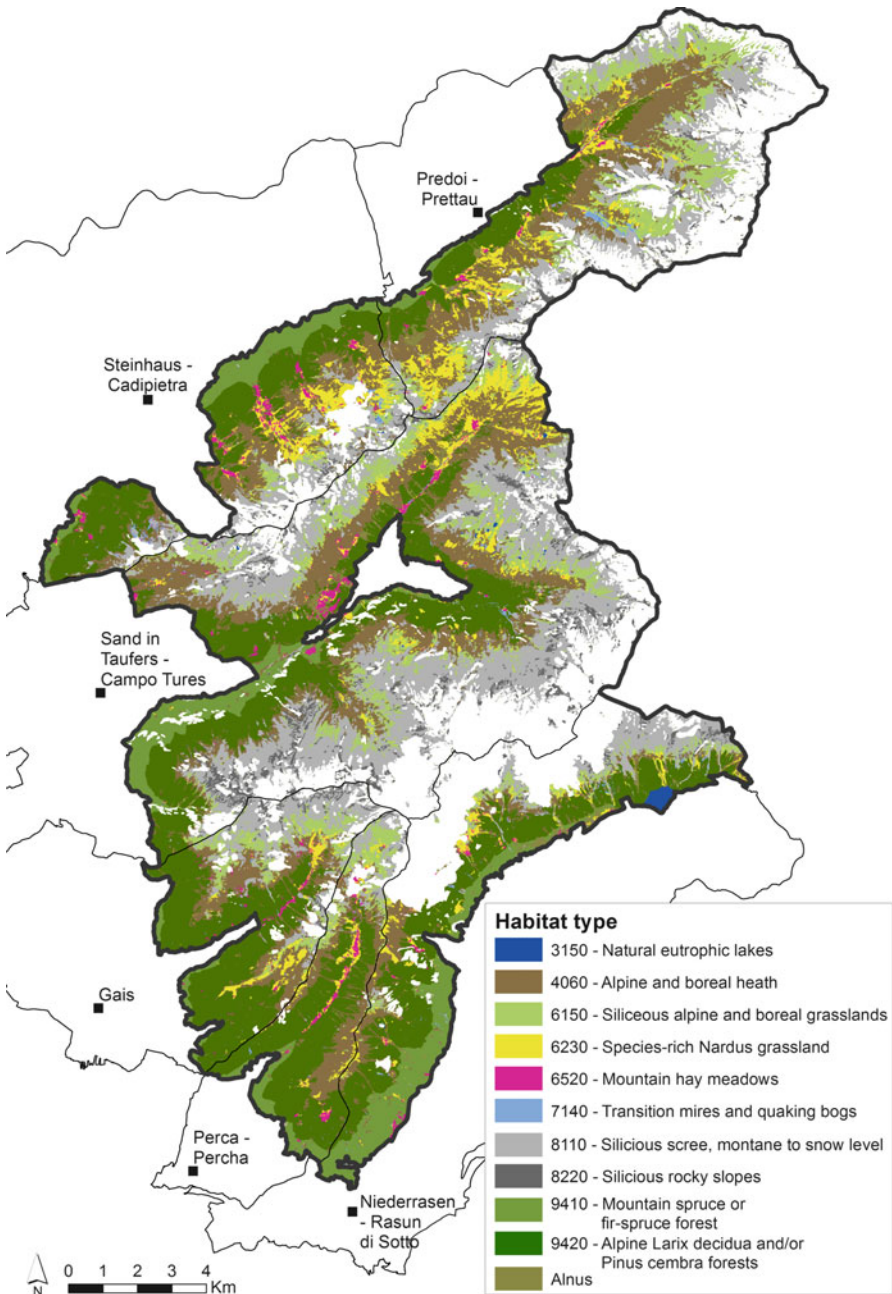 Predoi -
Prettau
Steinhaus -
Cadipietra
Sand in
Taufers -
Campo Tures
Gais
Perca -
Percha
Niederrasen
- Rasun
di Sotto
Habitat type
3150 - Natural eutrophic lakes
4060 - Alpine and boreal heath
6150 - Siliceous alpine and boreal grasslands
6230 - Species-rich Nardus grassland
6520 - Mountain hay meadows
7140 - Transition mires and quaking bogs
8110 - Silicious scree, montane to snow level
8220 - Silicious rocky slopes
9410 - Mountain spruce or
fir-spruce forest
9420 - Alpine Larix decidua and/or
Pinus cembra forests
Alnus
N
0 1 2 3 4
Km